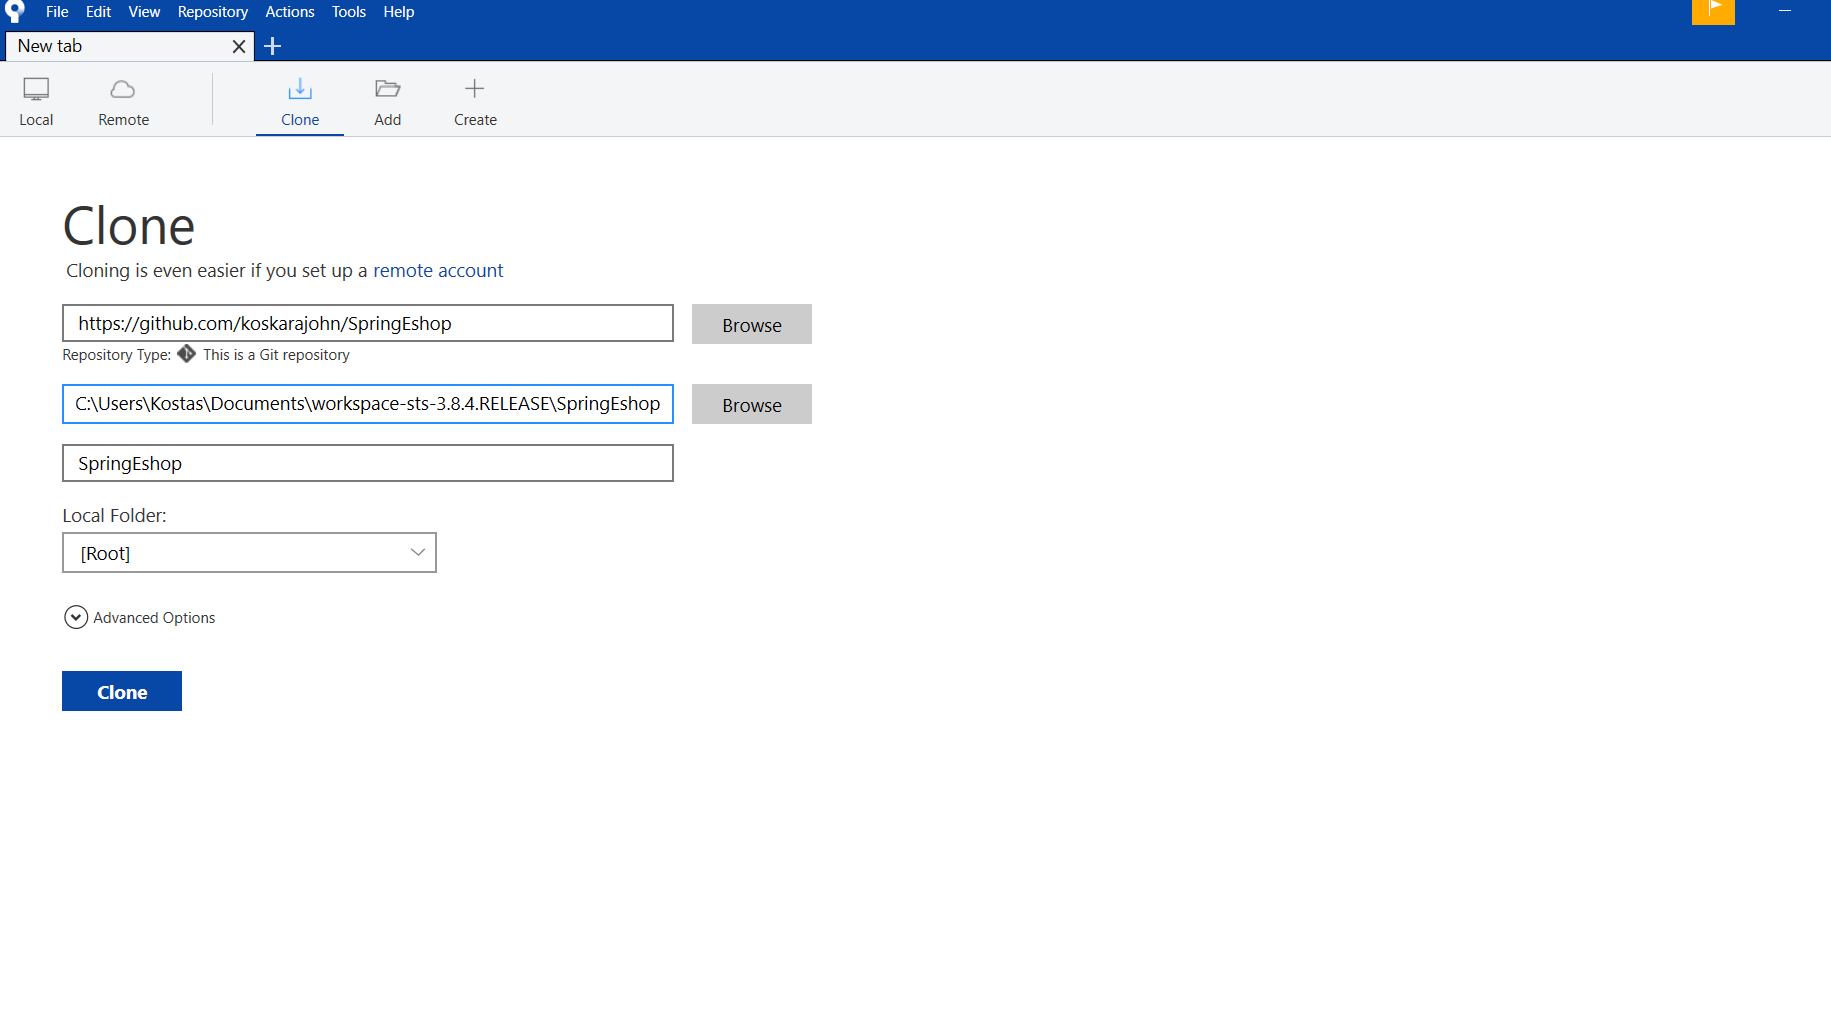 File Edit View Repository Actions Tools Help
New tab
Local Remote Clone Add Create
Clone
Cloning is even easier if you set up a remote account
https://github.com/koskarajohn/SpringEshop Browse
Repository Type: This is a Git repository
C:\Users\Kostas\Documents\workspace-sts-3.8.4.RELEASE\SpringEshop Browse
SpringEshop
Local Folder:
[Root]
Advanced Options
Clone